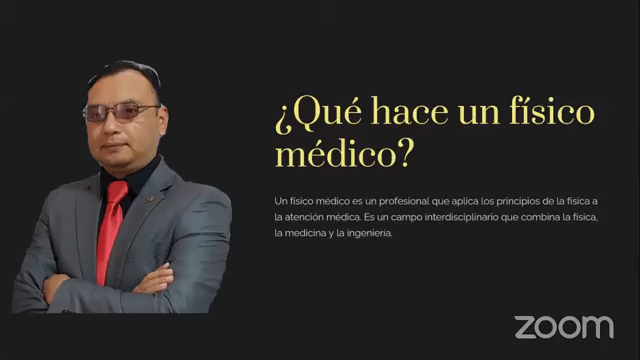 ¿Qué hace un físico
médico?
Un físico médico es un profesional que aplica los principios de la física a
la atención médica. Es un campo interdisciplinario que combina la física,
la medicina y la ingeniería.
zoom